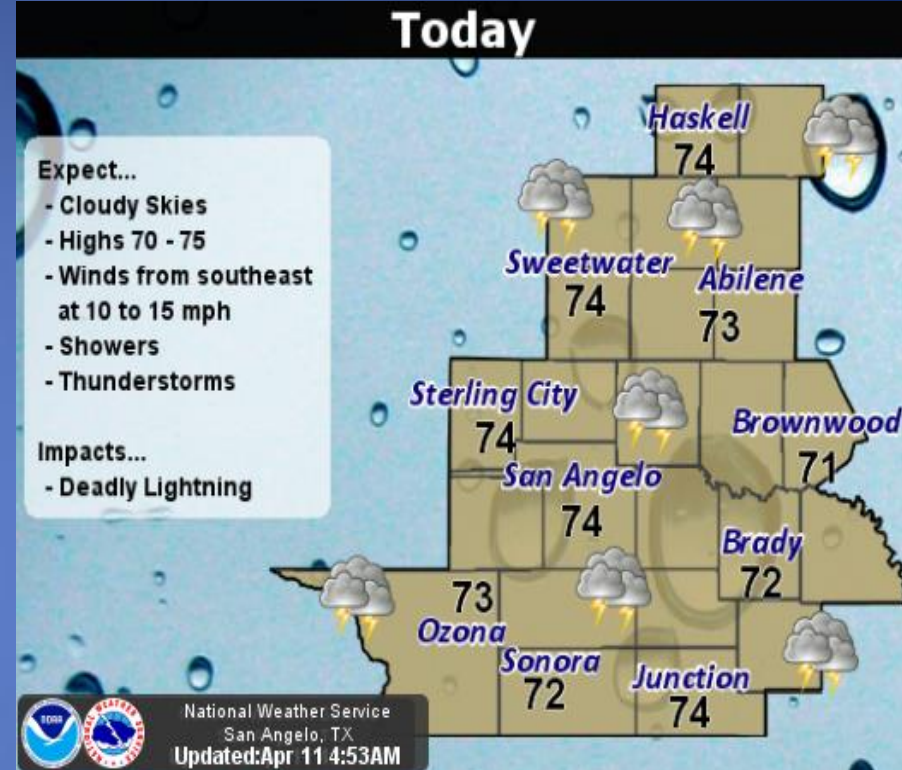 Today
Expect...
- Cloudy Skies
- Highs 70 - 75
- Winds from southeast
at 10 to 15 mph
- Showers
- Thunderstorms
Impacts...
- Deadly Lightning
Haskell
74
Sweetwater
74
Abilene
73
Sterling City
74
Brownwood
71
San Angelo
74
Brady
72
73
Ozona
Sonora
72
Junction
74
NOAA
National Weather Service
San Angelo, TX
Updated:Apr 11 4:53AM